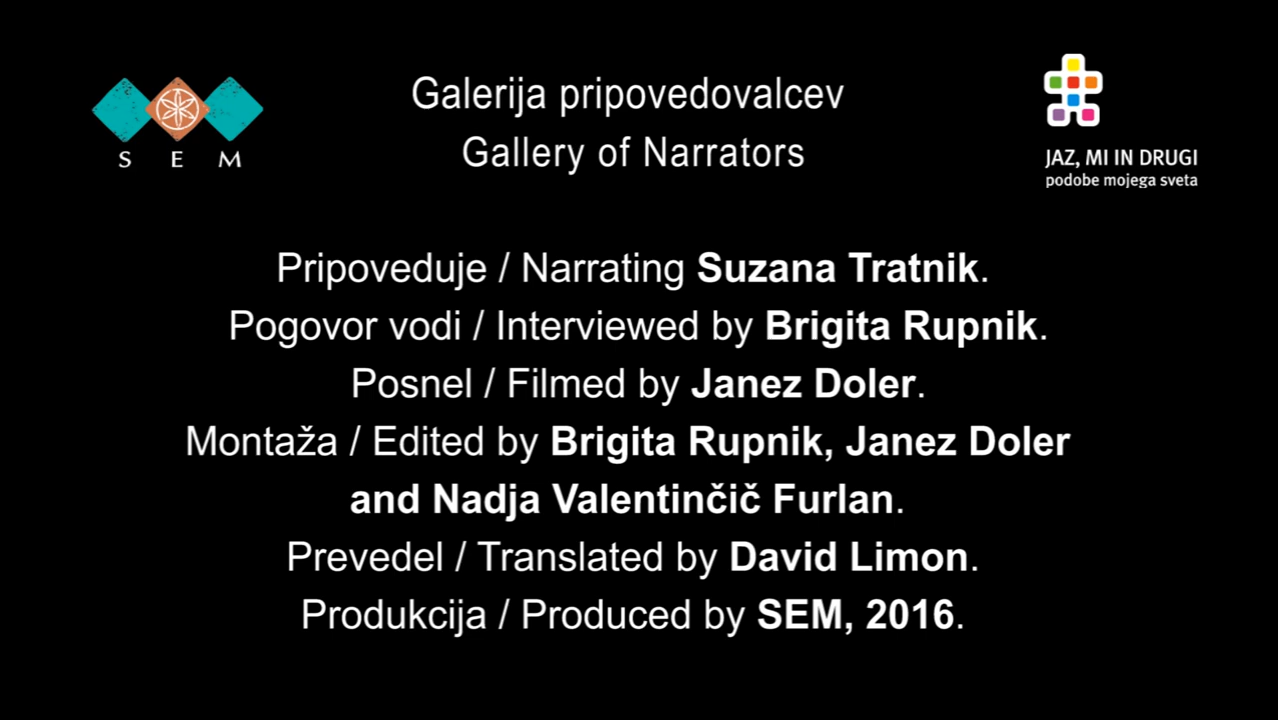 Galerija pripovedovalcev
Gallery of Narrators
S E M
JAZ, MI IN DRUGI
podobe mojega sveta
Pripoveduje / Narrating Suzana Tratnik.
Pogovor vodi / Interviewed by Brigita Rupnik.
Posnel / Filmed by Janez Doler.
Montaža / Edited by Brigita Rupnik, Janez Doler
and Nadja Valentinčič Furlan.
Prevedel / Translated by David Limon.
Produkcija / Produced by SEM, 2016.